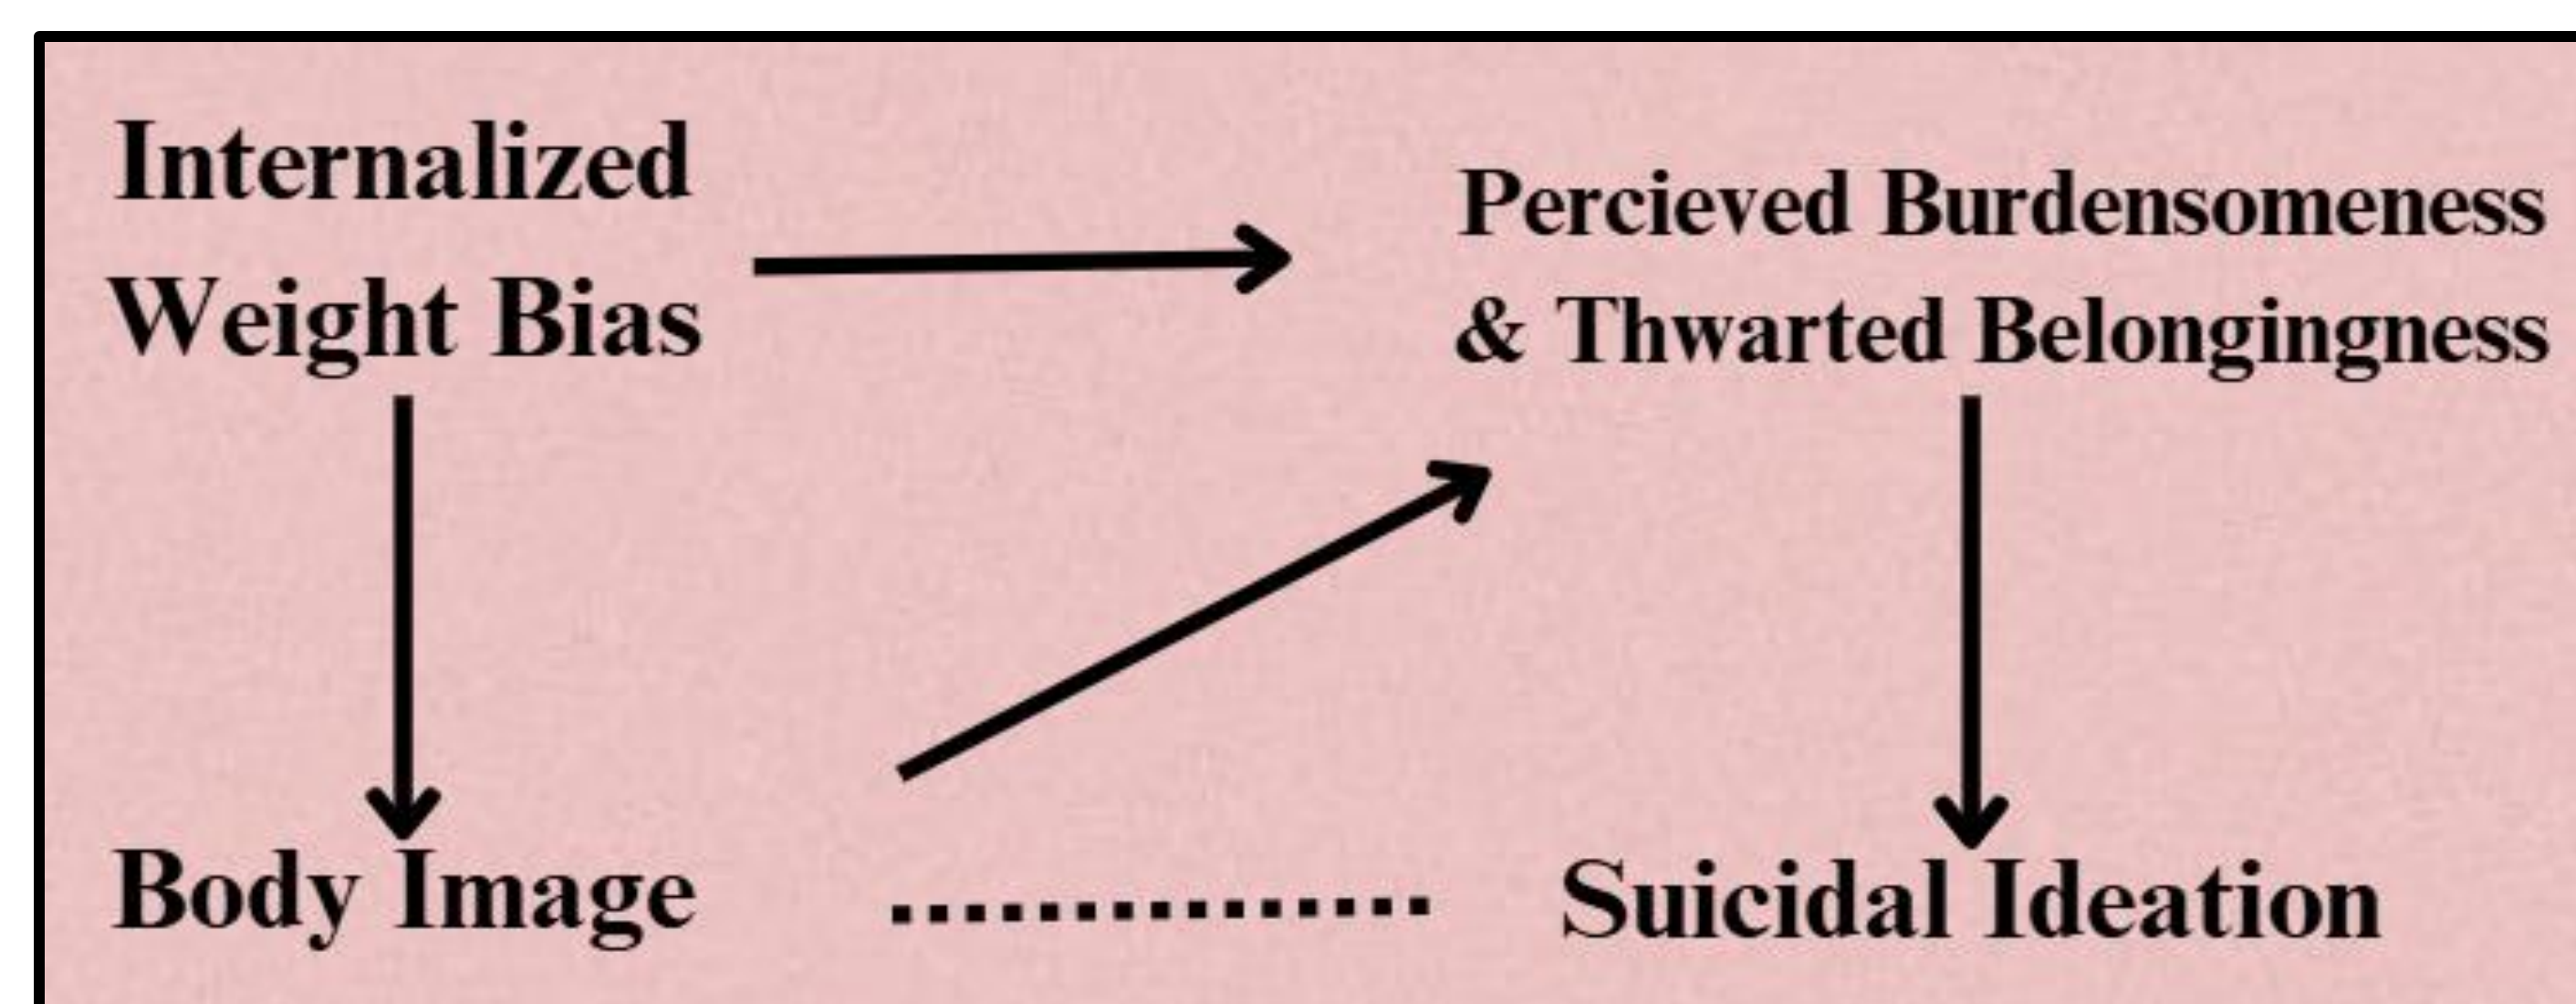 Internalized
Weight Bias
Percieved Burdensomeness
& Thwarted Belongingness
Body Image
Suicidal Ideation